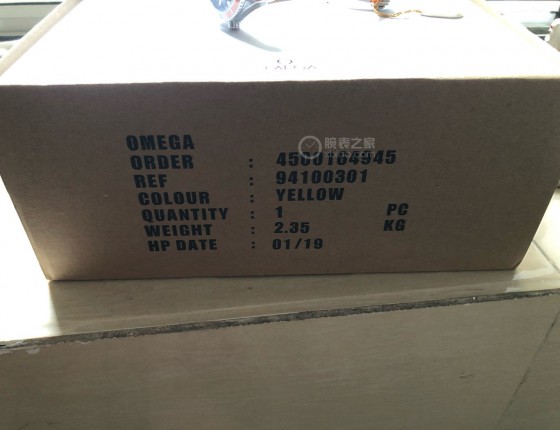 腕表之家
OMEGA
ORDER : 4500164945
REF : 94100301
COLOUR : YELLOW
QUANTITY : 1 PC
WEIGHT : 2.35 KG
HP DATE : 01/19